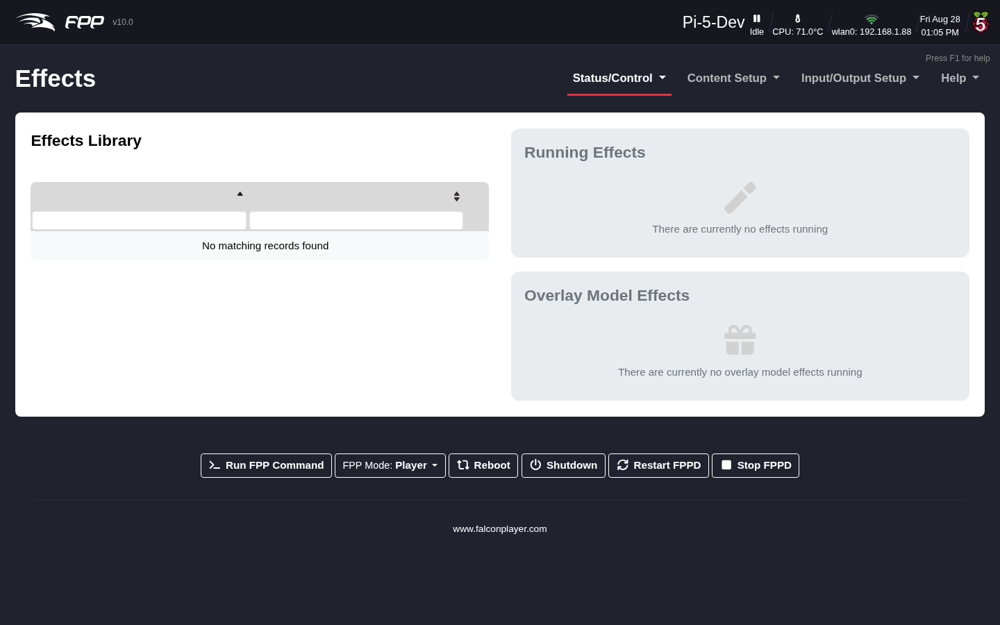 FPP
v10.0
Pi-5-Dev
Idle
CPU: 71.0°C
wlan0: 192.168.1.88
Fri Aug 28
01:05 PM
5
Press F1 for help
Effects
Status/Control
Content Setup
Input/Output Setup
Help
Effects Library
No matching records found
Running Effects
There are currently no effects running
Overlay Model Effects
There are currently no overlay model effects running
Run FPP Command
FPP Mode: Player
Reboot
Shutdown
Restart FPPD
Stop FPPD
www.falconplayer.com